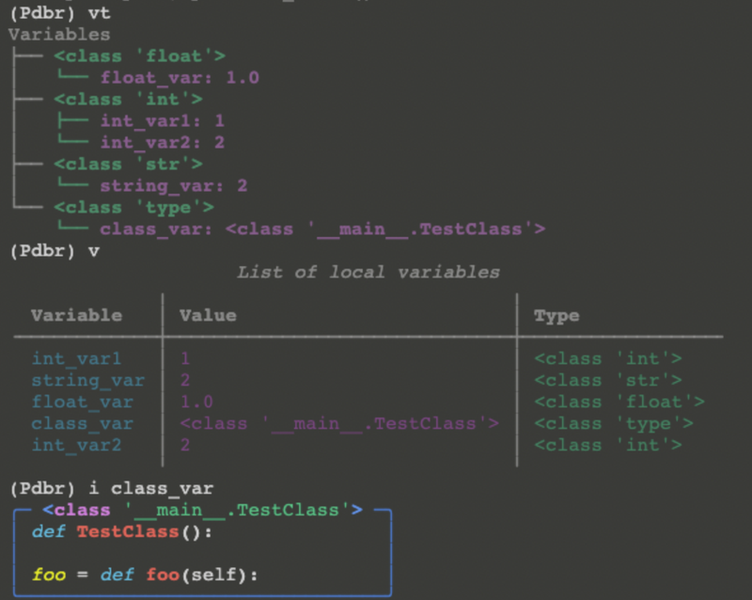 (Pdbr) vt
Variables
<class 'float'>
float_var: 1.0
<class 'int'>
int_var1: 1
int_var2: 2
<class 'str'>
string_var: 2
<class 'type'>
class_var: <class '__main__.TestClass'>
(Pdbr) v
List of local variables
Variable Value Type
int_var1 1 <class 'int'>
string_var 2 <class 'str'>
float_var 1.0 <class 'float'>
class_var <class '__main__.TestClass'> <class 'type'>
int_var2 2 <class 'int'>
(Pdbr) i class_var
<class '__main__.TestClass'>
def TestClass():
foo = def foo(self):